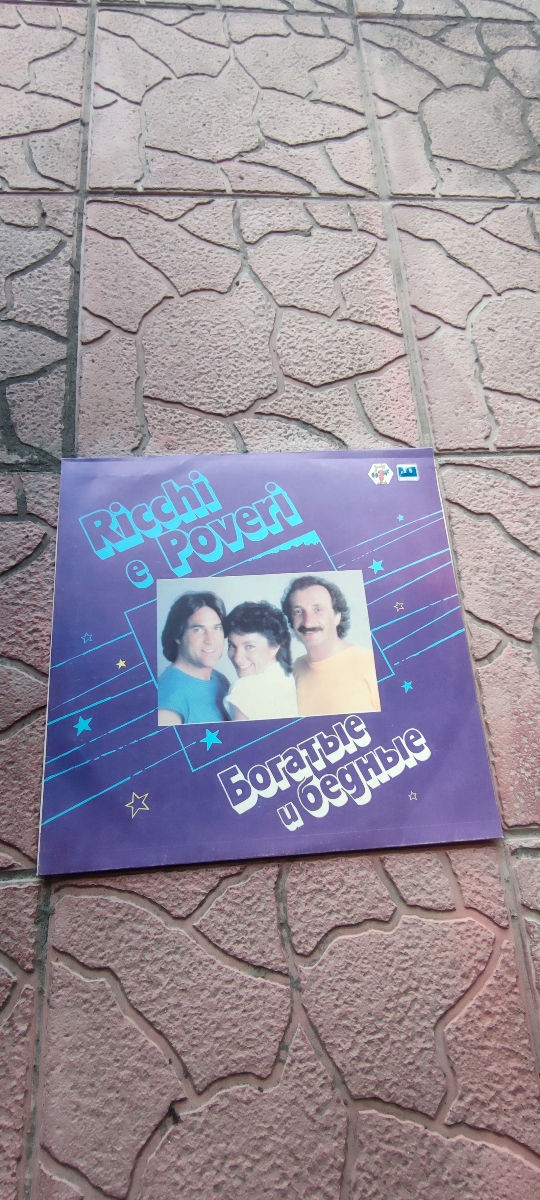 Ricchi
e Poveri
Богатые
и бедные